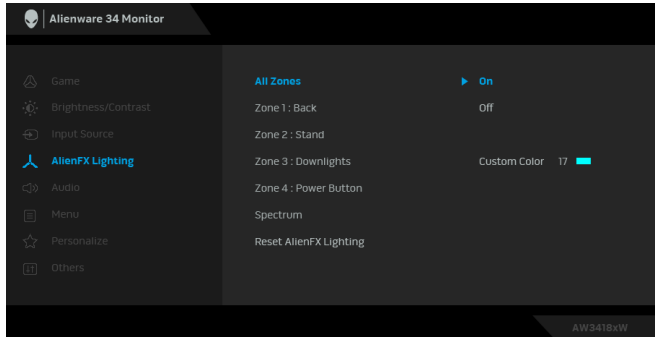 Alienware 34 Monitor
Game
All Zones
On
Brightness/Contrast
Zone 1 : Back
Off
Input Source
Zone 2 : Stand
AlienFX Lighting
Zone 3 : Downlights
Custom Color 17
Audio
Zone 4 : Power Button
Menu
Spectrum
Personalize
Reset AlienFX Lighting
Others
AW3418xW